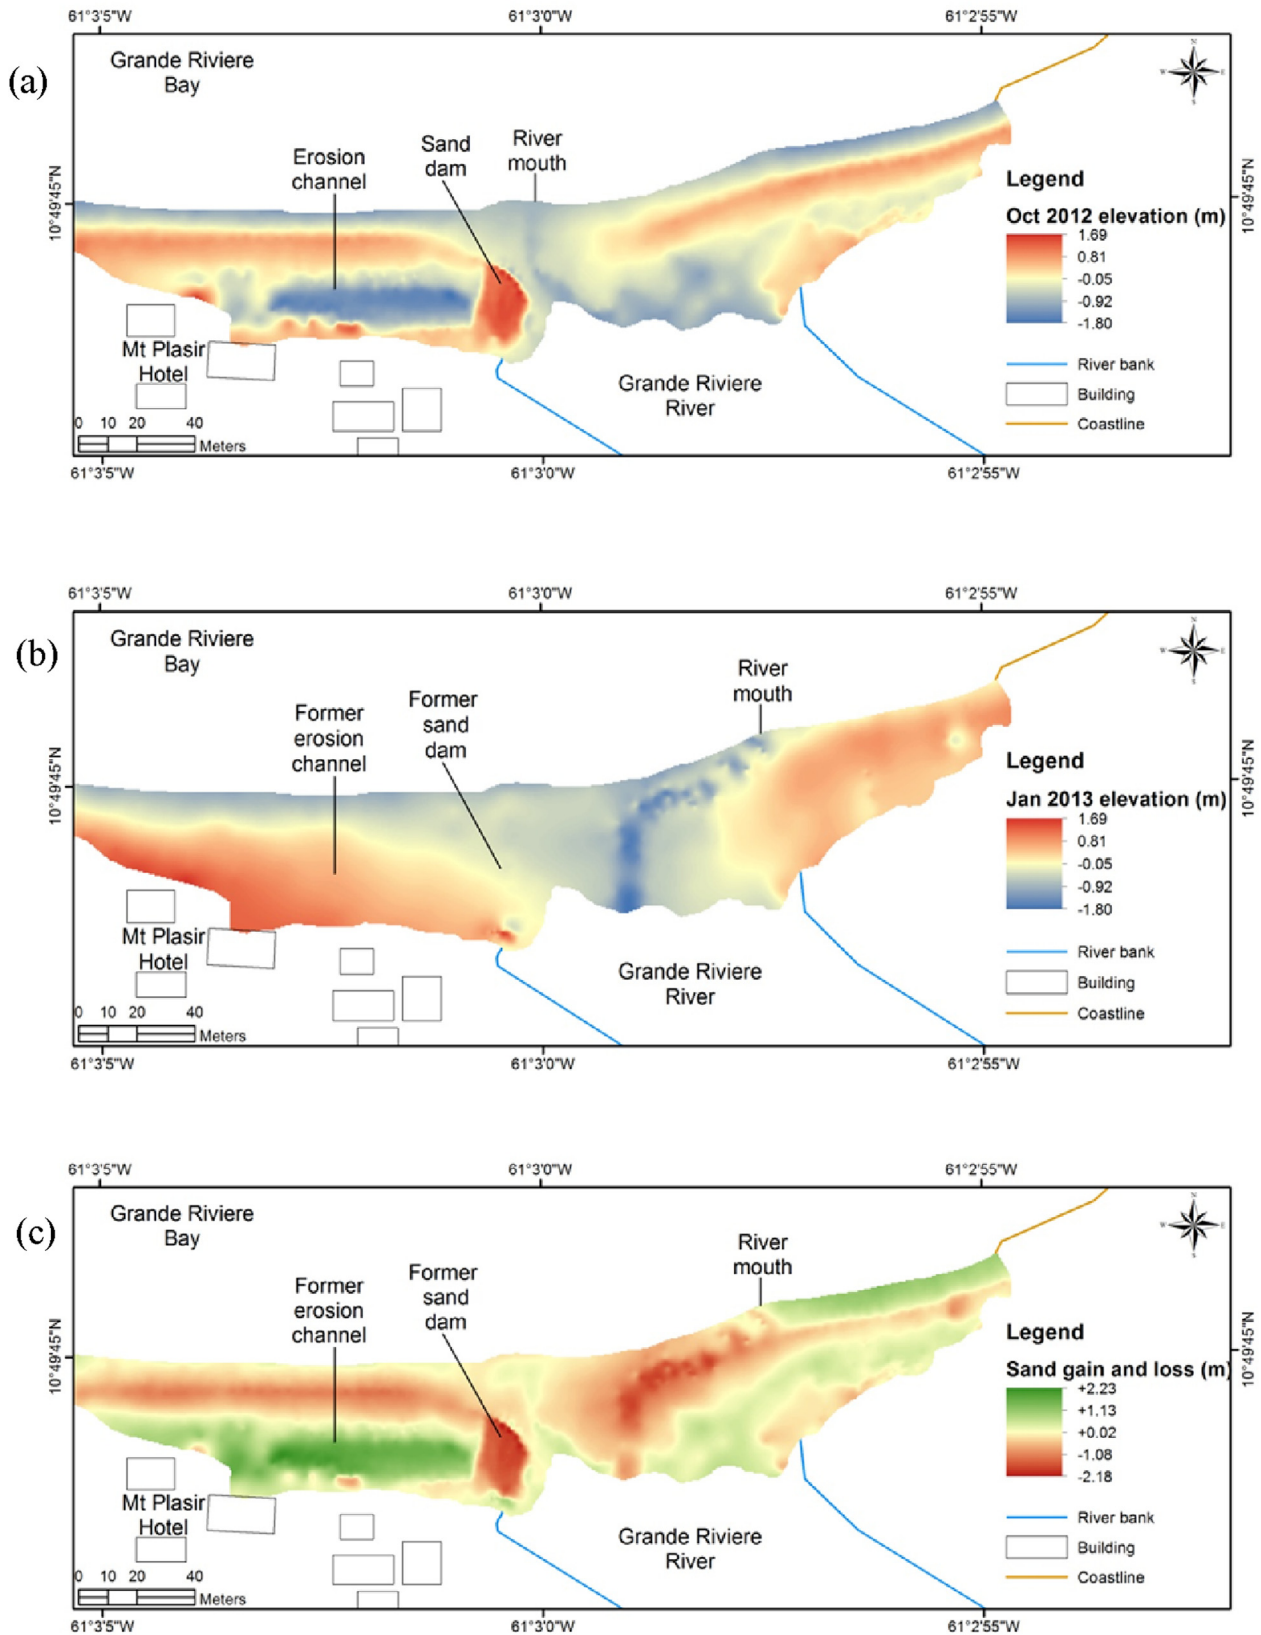 (a)
61°3'5"W 61°3'0"W 61°2'55"W
Grande Riviere
Bay
Erosion
channel
Sand
dam
River
mouth
10°49'45"N
10°49'45"N
Mt Plasir
Hotel
Grande Riviere
River
0 10 20 40
Meters
Legend
Oct 2012 elevation (m)
1.69
0.81
-0.05
-0.92
-1.80
River bank
Building
Coastline
N
W E
S
61°3'5"W 61°3'0"W 61°2'55"W
(b)
61°3'5"W 61°3'0"W 61°2'55"W
Grande Riviere
Bay
Former
erosion
channel
Former
sand
dam
River
mouth
10°49'45"N
10°49'45"N
Mt Plasir
Hotel
Grande Riviere
River
0 10 20 40
Meters
Legend
Jan 2013 elevation (m)
1.69
0.81
-0.05
-0.92
-1.80
River bank
Building
Coastline
N
W E
S
61°3'5"W 61°3'0"W 61°2'55"W
(c)
61°3'5"W 61°3'0"W 61°2'55"W
Grande Riviere
Bay
Former
erosion
channel
Former
sand
dam
River
mouth
10°49'45"N
10°49'45"N
Mt Plasir
Hotel
Grande Riviere
River
0 10 20 40
Meters
Legend
Sand gain and loss (m)
+2.23
+1.13
+0.02
-1.08
-2.18
River bank
Building
Coastline
N
W E
S
61°3'5"W 61°3'0"W 61°2'55"W